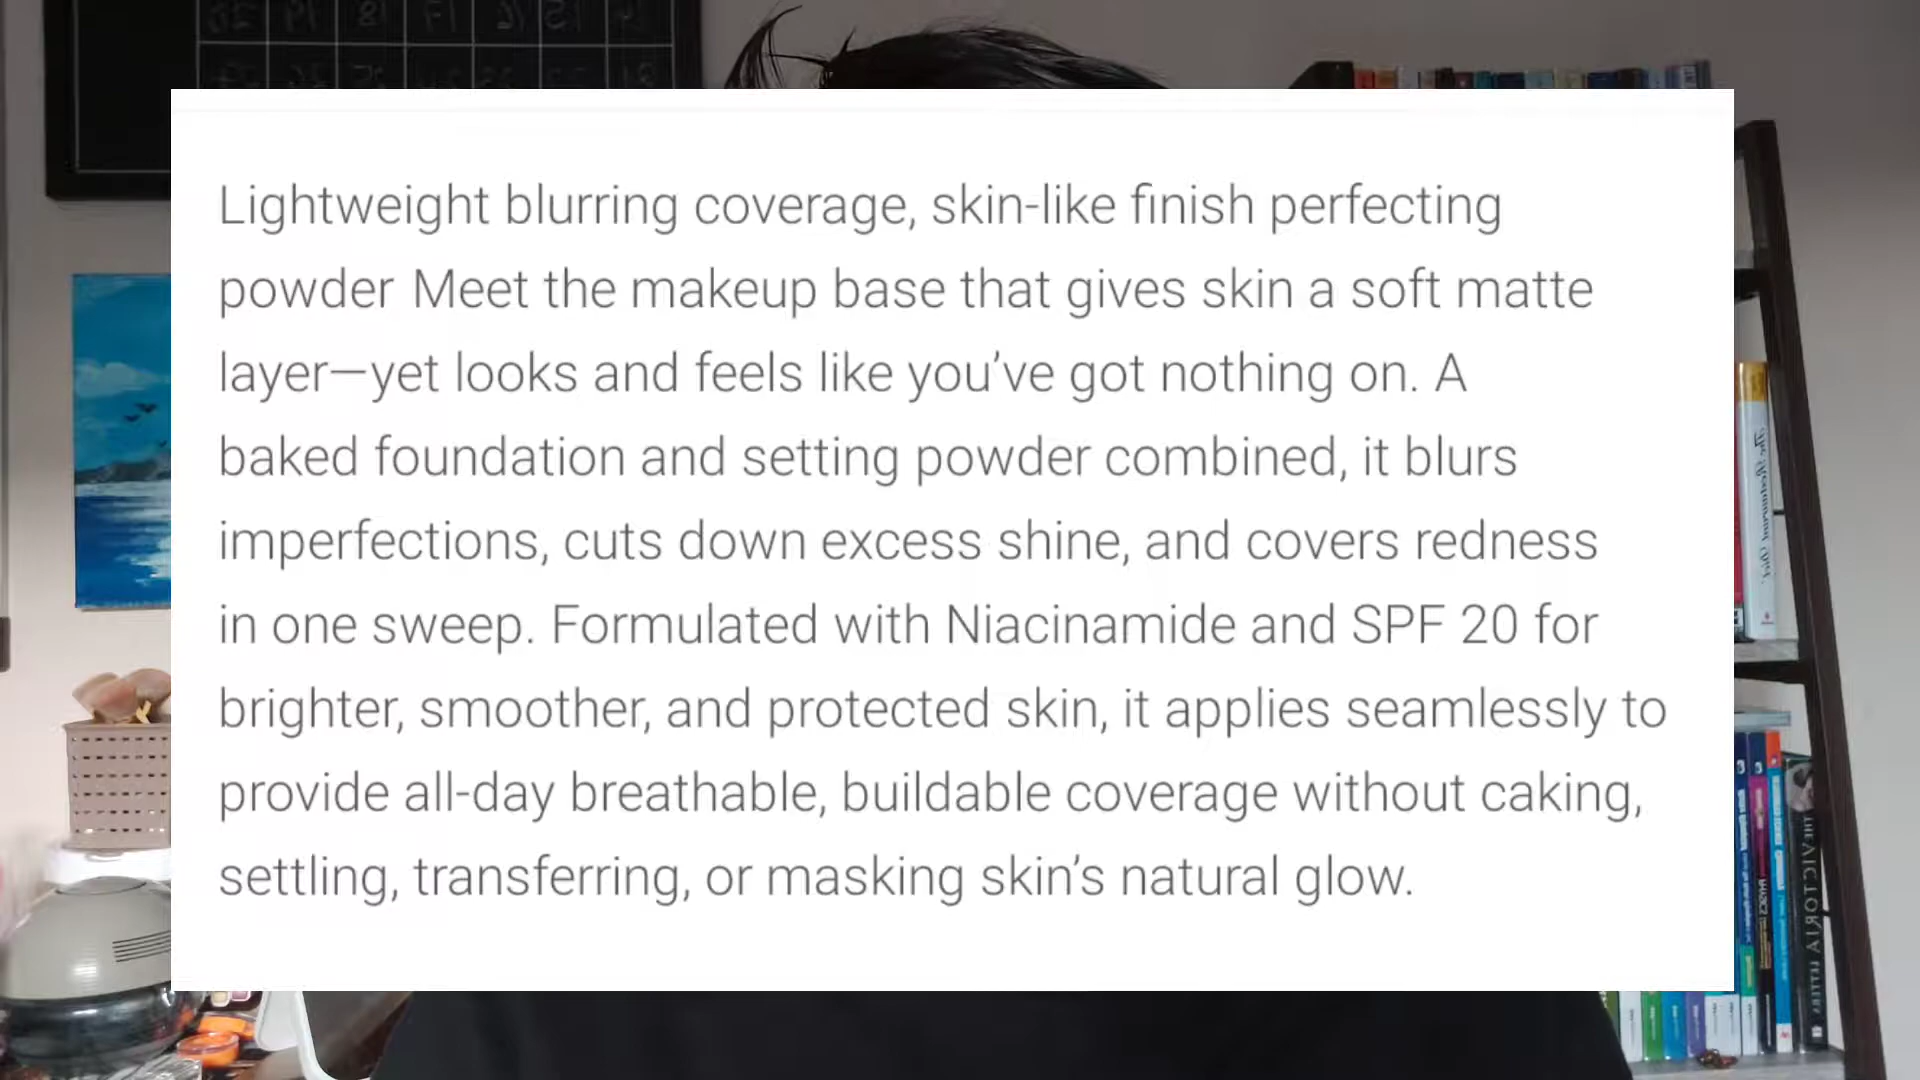 Lightweight blurring coverage, skin-like finish perfecting
powder Meet the makeup base that gives skin a soft matte
layer—yet looks and feels like you’ve got nothing on. A
baked foundation and setting powder combined, it blurs
imperfections, cuts down excess shine, and covers redness
in one sweep. Formulated with Niacinamide and SPF 20 for
brighter, smoother, and protected skin, it applies seamlessly to
provide all-day breathable, buildable coverage without caking,
settling, transferring, or masking skin’s natural glow.